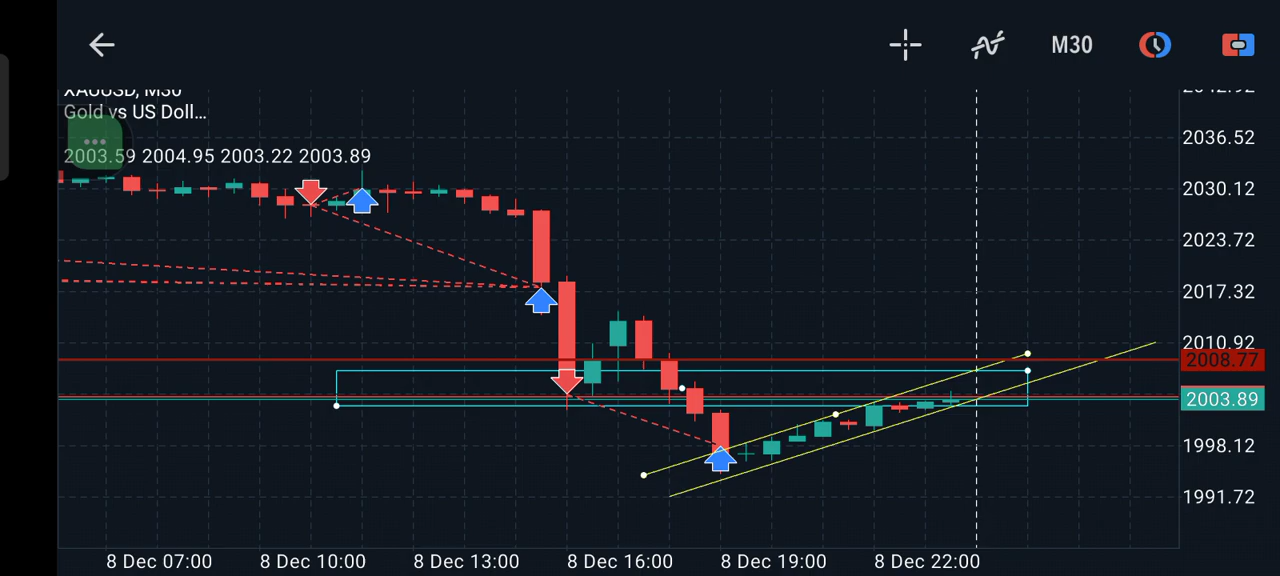 M30
XAUUSD, M30
Gold vs US Doll...
2003.59 2004.95 2003.22 2003.89
2042.92
2036.52
2030.12
2023.72
2017.32
2010.92
2008.77
2003.89
1998.12
1991.72
8 Dec 07:00 8 Dec 10:00 8 Dec 13:00 8 Dec 16:00 8 Dec 19:00 8 Dec 22:00